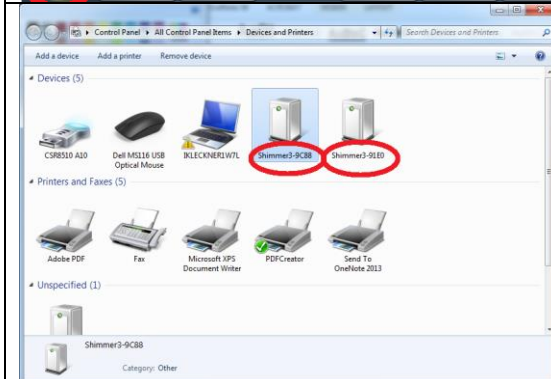 Control Panel ▸ All Control Panel Items ▸ Devices and Printers
Search Devices and Printers
Add a device Add a printer Remove device
Devices (5)
CSR8510 A10
Dell MS116 USB
Optical Mouse
IKLECKNER1W7L
Shimmer3-9C8B
Shimmer3-91E0
Printers and Faxes (5)
Adobe PDF
Fax
Microsoft XPS
Document Writer
PDFCreator
Send To
OneNote 2013
Unspecified (1)
Shimmer3-9C8B
Category: Other